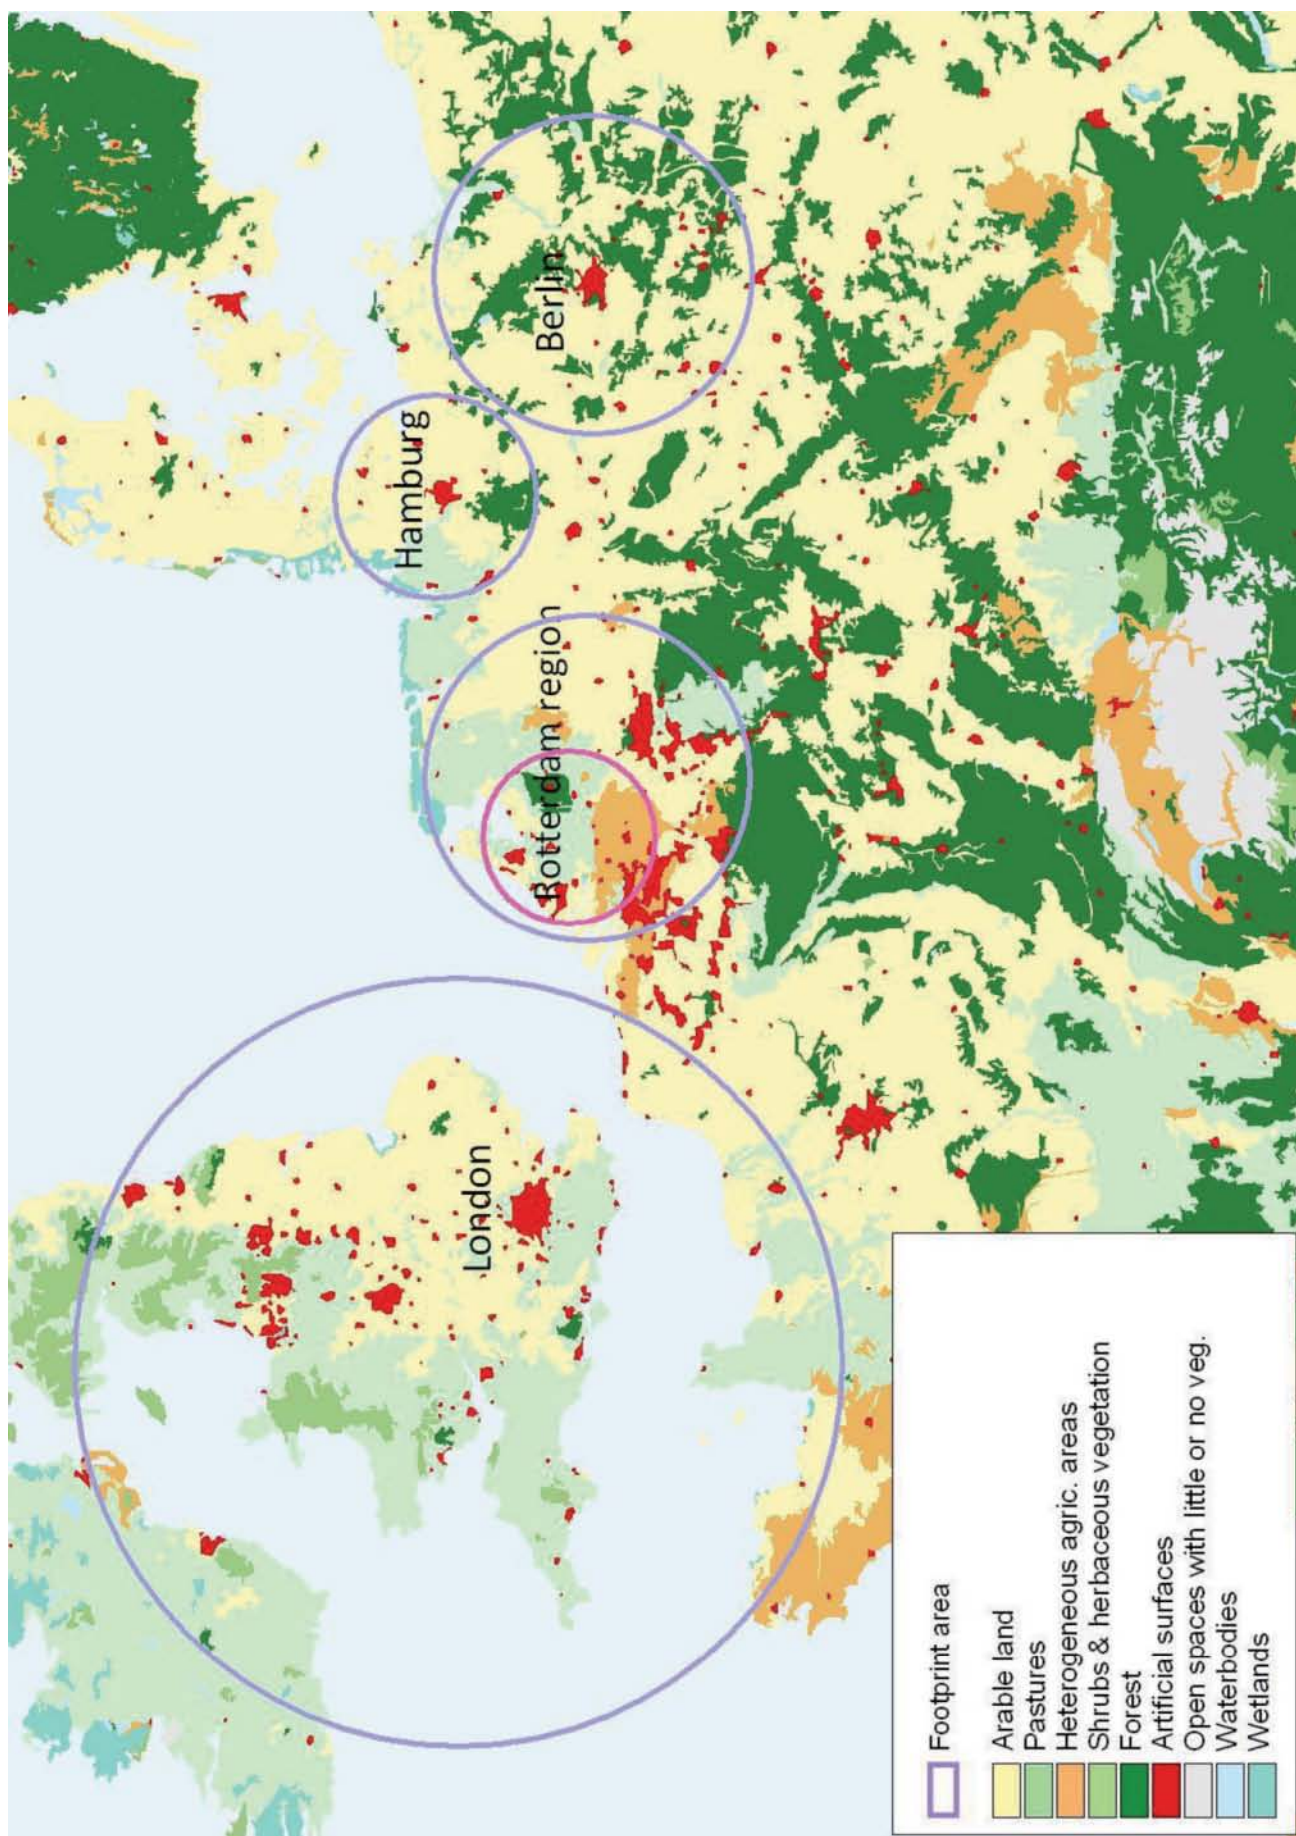 Berlin
Hamburg
Rotterdam region
London
Footprint area
Arable land
Pastures
Heterogeneous agric. areas
Shrubs & herbaceous vegetation
Forest
Artificial surfaces
Open spaces with little or no veg.
Waterbodies
Wetlands